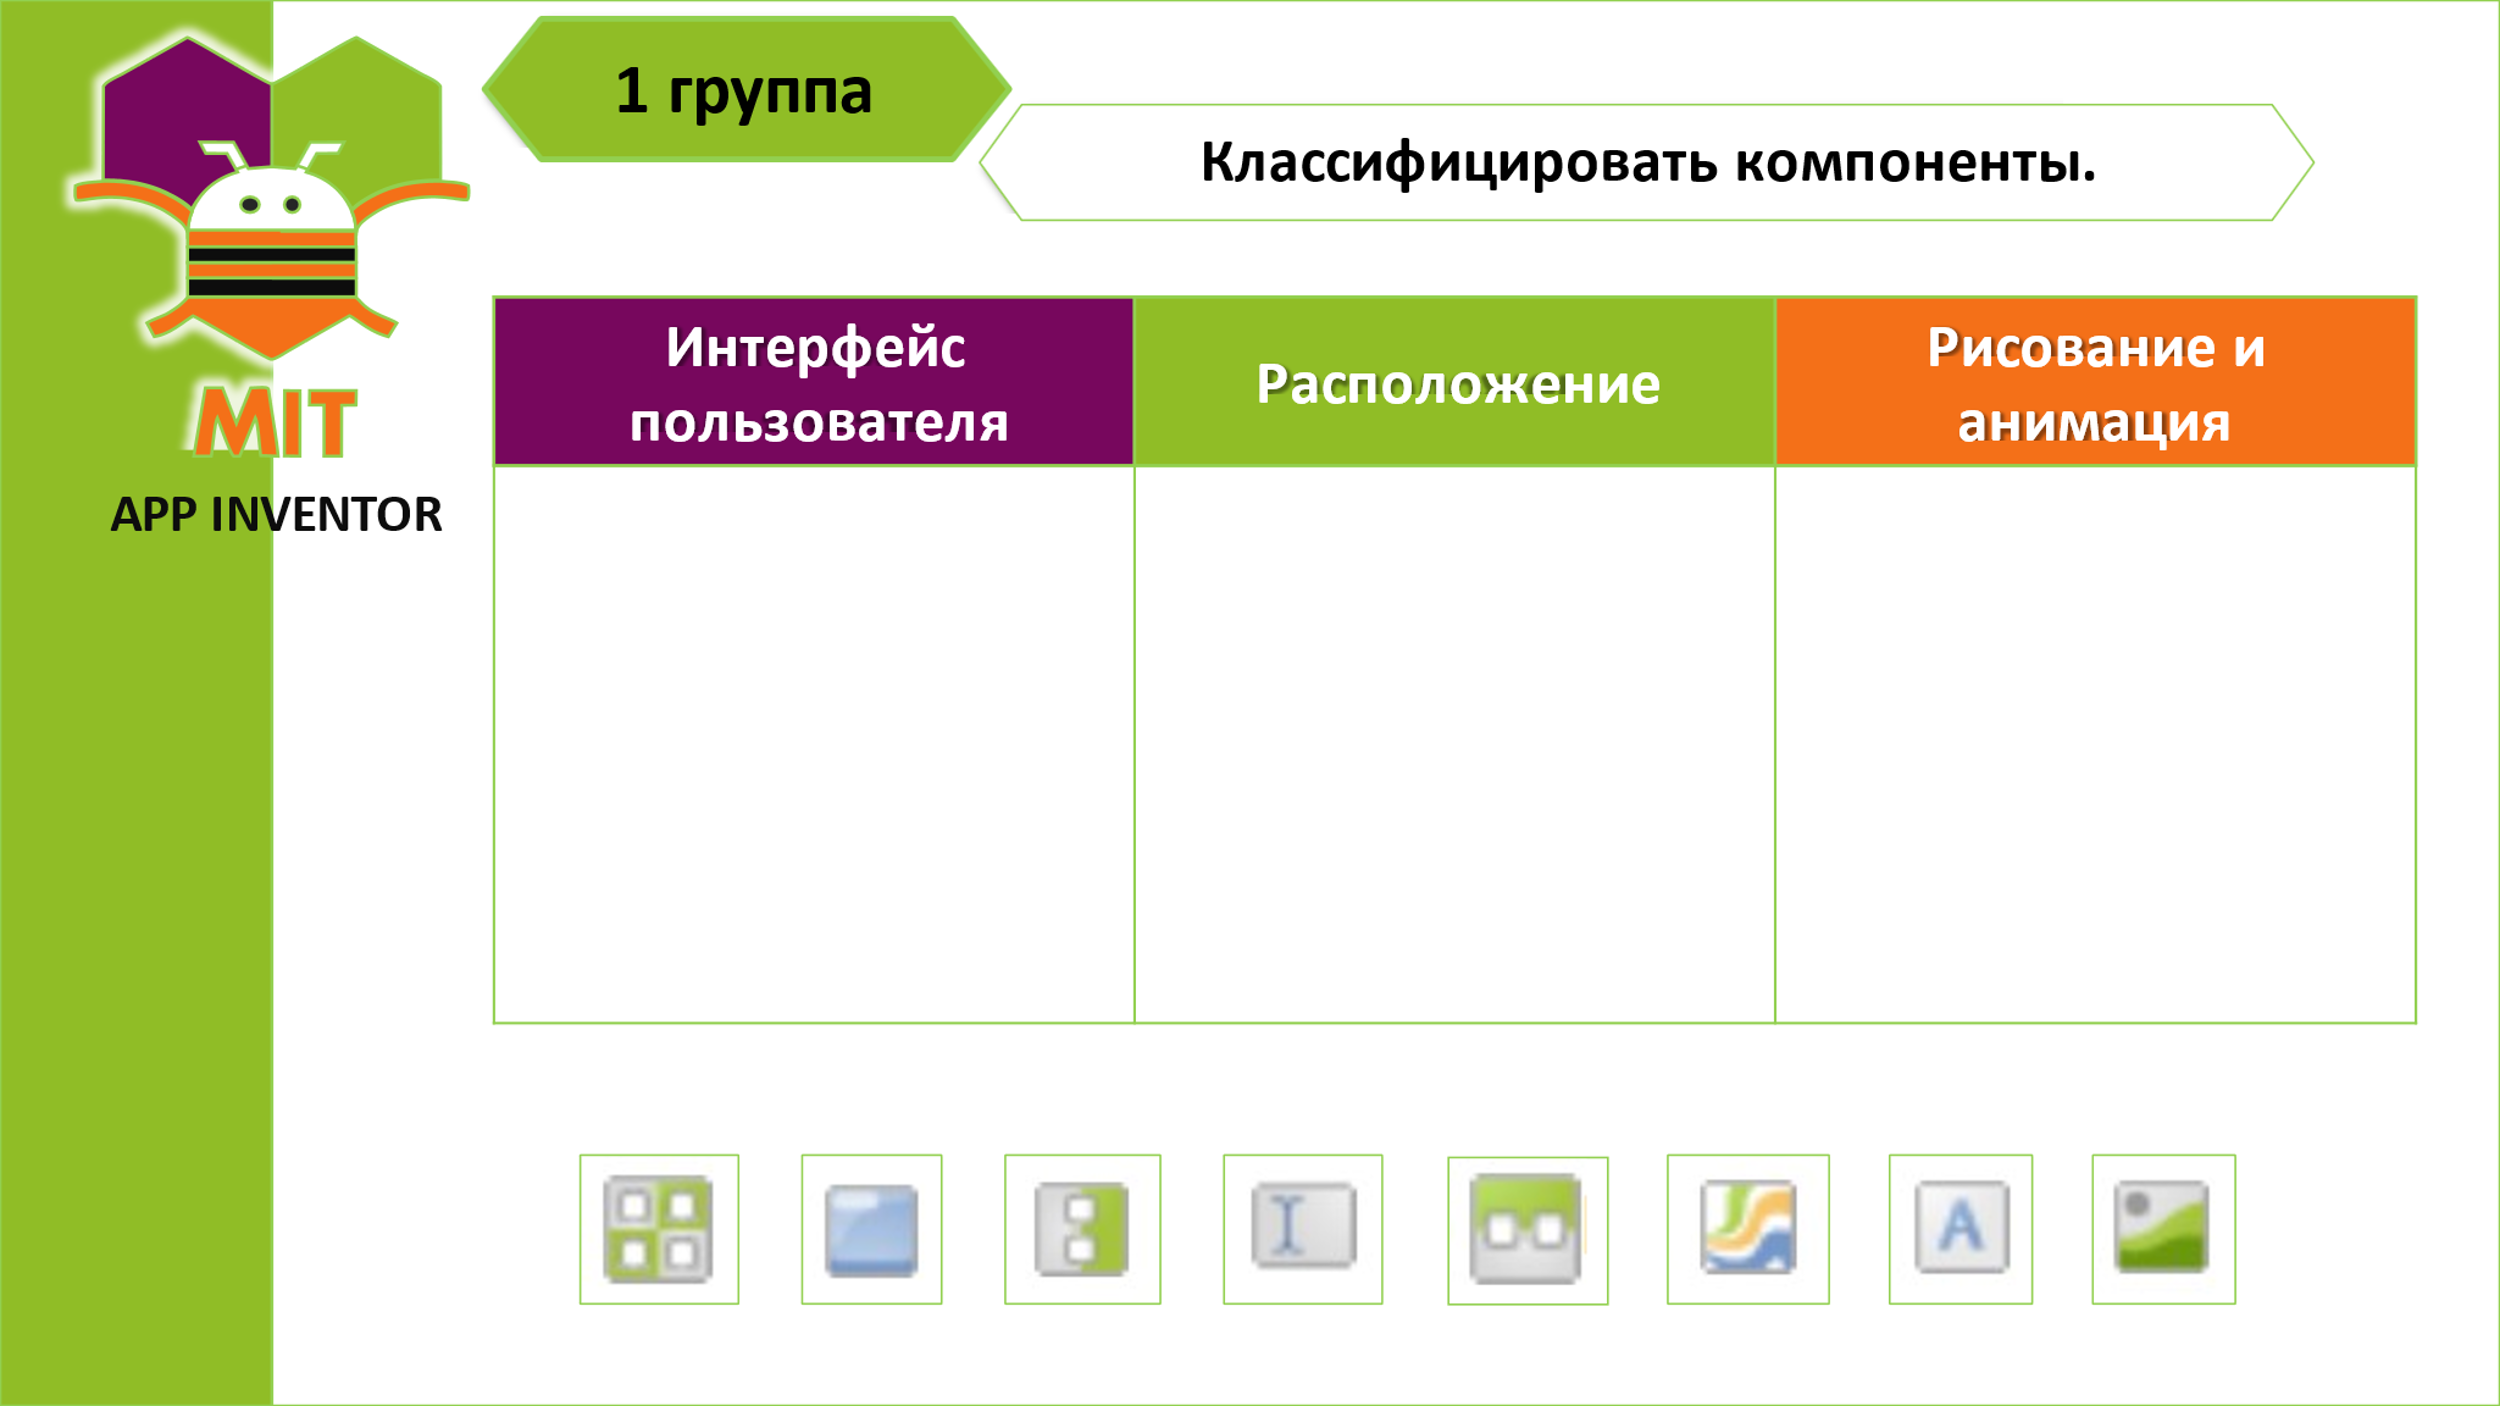 1 группа
Классифицировать компоненты.
MIT
APP INVENTOR
Интерфейс
пользователя
Расположение
Рисование и
анимация
A